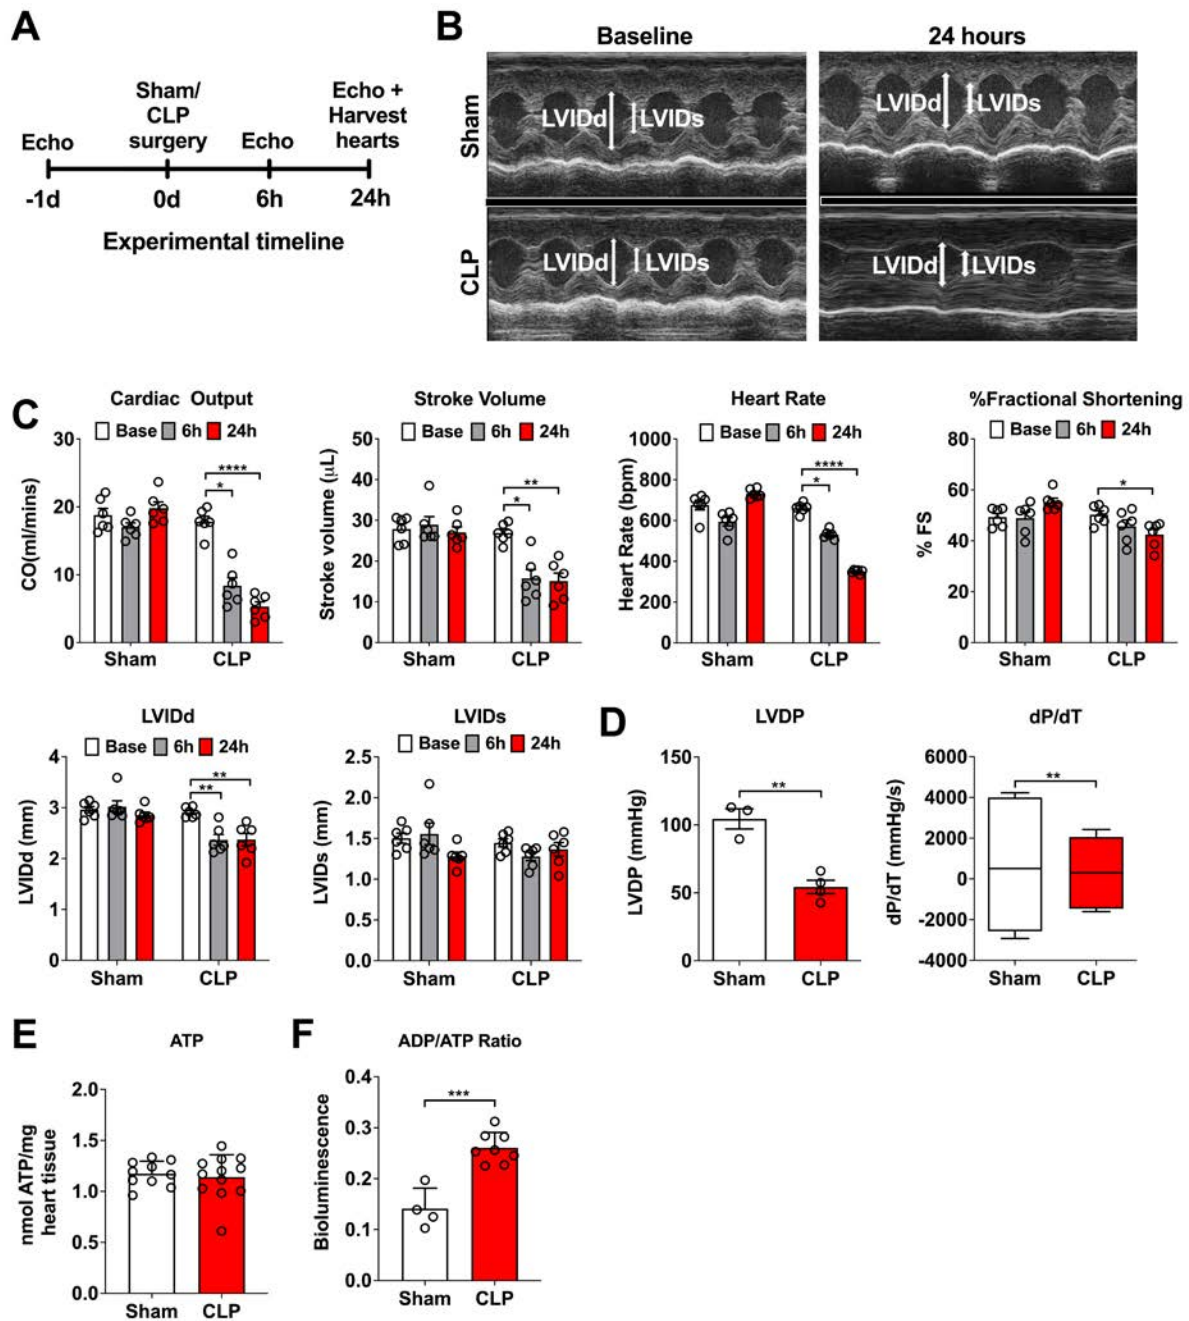 A
Echo
Sham/
CLP
surgery
Echo
Echo +
Harvest
hearts
-1d
0d
6h
24h
Experimental timeline
B
Baseline
24 hours
Sham
LVIDd
LVIDs
LVIDd
LVIDs
CLP
LVIDd
LVIDs
LVIDd
LVIDs
C
Cardiac Output
Base 6h 24h
CO(ml/mins)
30
20
10
0
****
*
Sham
CLP
Stroke Volume
Base 6h 24h
Stroke volume (μL)
50
40
30
20
10
0
**
*
Sham
CLP
Heart Rate
Base 6h 24h
Heart Rate (bpm)
1000
800
600
400
200
0
****
*
Sham
CLP
%Fractional Shortening
Base 6h 24h
% FS
80
60
40
20
0
*
Sham
CLP
LVIDd
Base 6h 24h
LVIDd (mm)
4
3
2
1
0
**
**
Sham
CLP
LVIDs
Base 6h 24h
LVIDs (mm)
2.5
2.0
1.5
1.0
0.5
0.0
Sham
CLP
D
LVDP
LVDP (mmHg)
150
100
50
0
**
Sham
CLP
dP/dT
dP/dT (mmHg/s)
6000
4000
2000
0
-2000
-4000
**
Sham
CLP
E
ATP
nmol ATP/mg
heart tissue
2.0
1.5
1.0
0.5
0.0
Sham
CLP
F
ADP/ATP Ratio
Bioluminescence
0.4
0.3
0.2
0.1
0.0
***
Sham
CLP